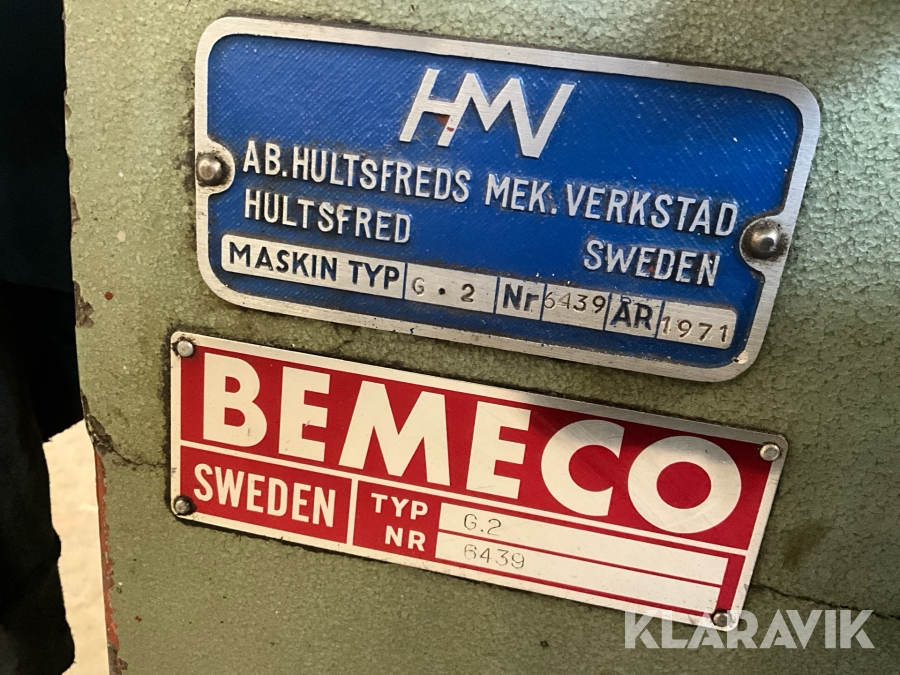 HMV
AB.HULTSFREDS MEK.VERKSTAD
HULTSFRED
SWEDEN
MASKIN TYP G.2 Nr 6439 ÅR 1971
BEMECO
SWEDEN
TYP G.2
NR 6439
KLARAVIK